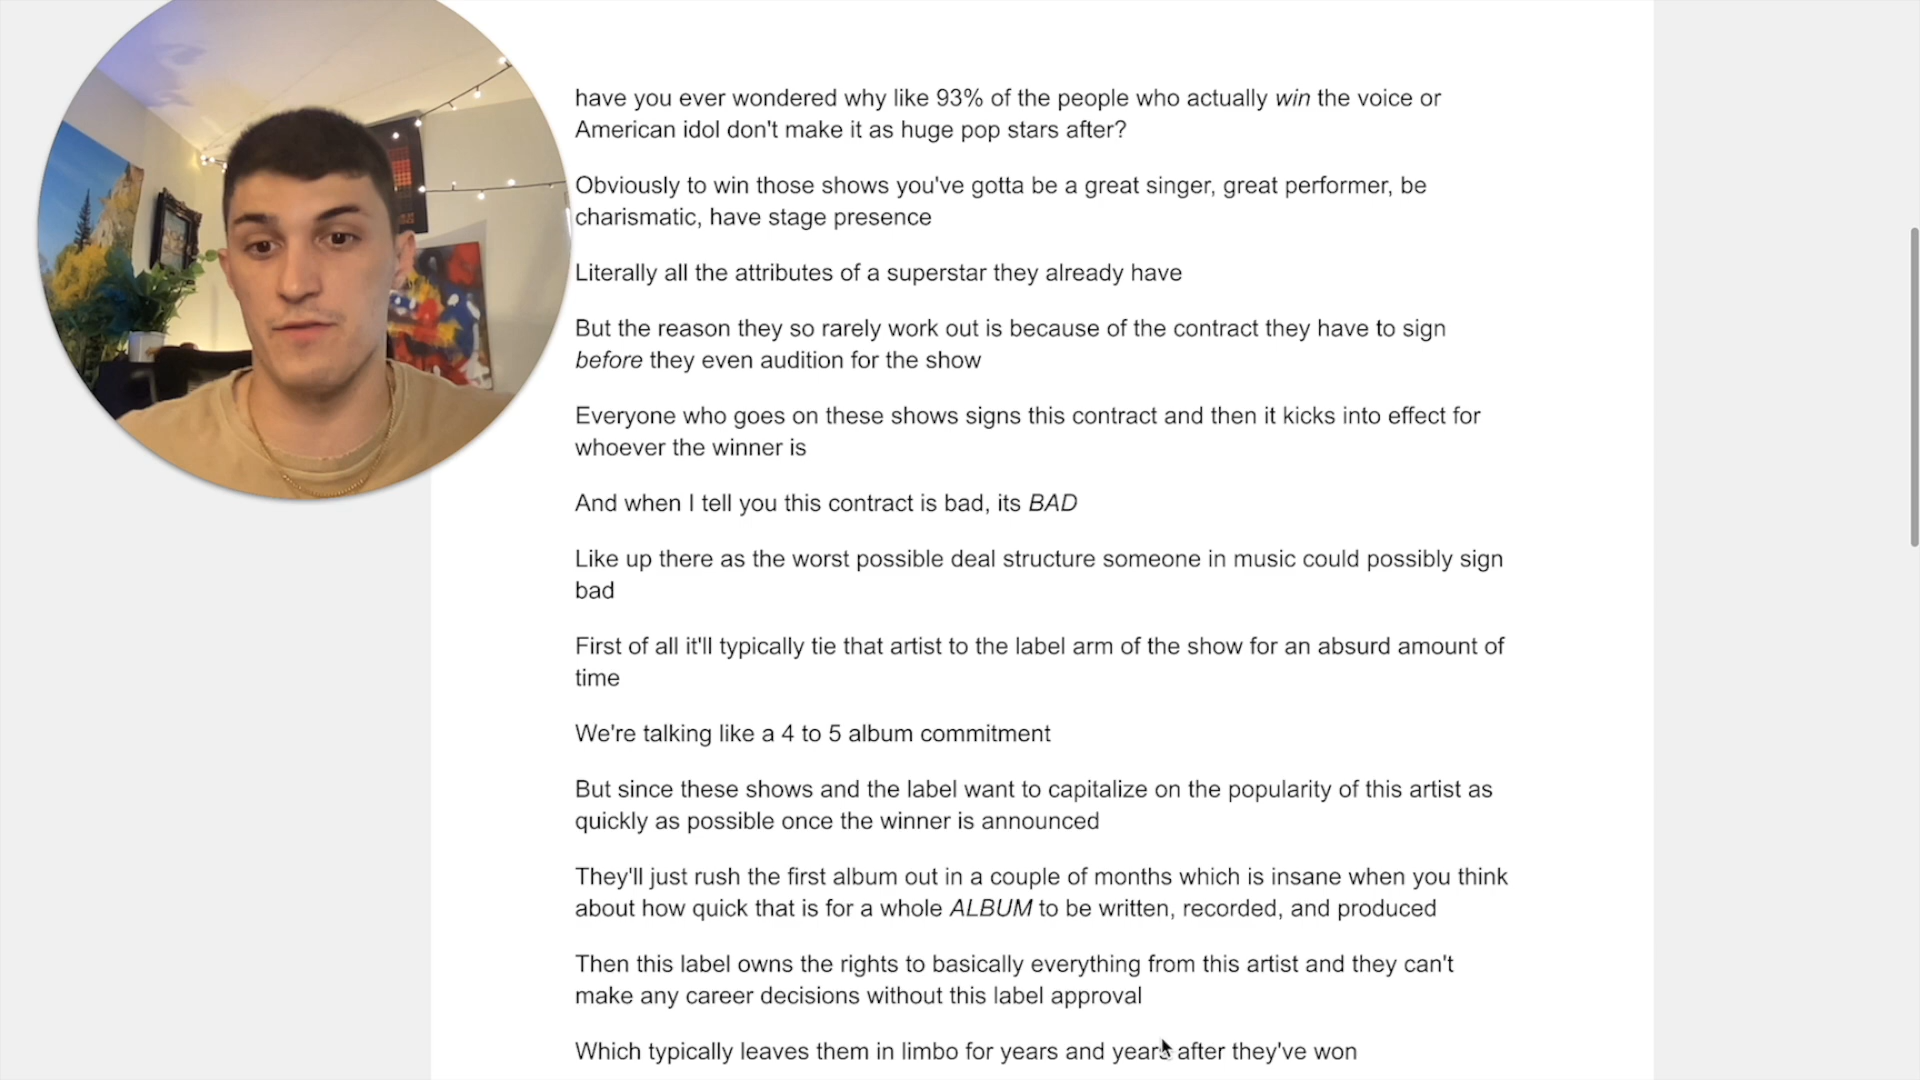 have you ever wondered why like 93% of the people who actually win the voice or
American idol don't make it as huge pop stars after?
Obviously to win those shows you've gotta be a great singer, great performer, be
charismatic, have stage presence
Literally all the attributes of a superstar they already have
But the reason they so rarely work out is because of the contract they have to sign
before they even audition for the show
Everyone who goes on these shows signs this contract and then it kicks into effect for
whoever the winner is
And when I tell you this contract is bad, its BAD
Like up there as the worst possible deal structure someone in music could possibly sign
bad
First of all it'll typically tie that artist to the label arm of the show for an absurd amount of
time
We're talking like a 4 to 5 album commitment
But since these shows and the label want to capitalize on the popularity of this artist as
quickly as possible once the winner is announced
They'll just rush the first album out in a couple of months which is insane when you think
about how quick that is for a whole ALBUM to be written, recorded, and produced
Then this label owns the rights to basically everything from this artist and they can't
make any career decisions without this label approval
Which typically leaves them in limbo for years and years after they've won